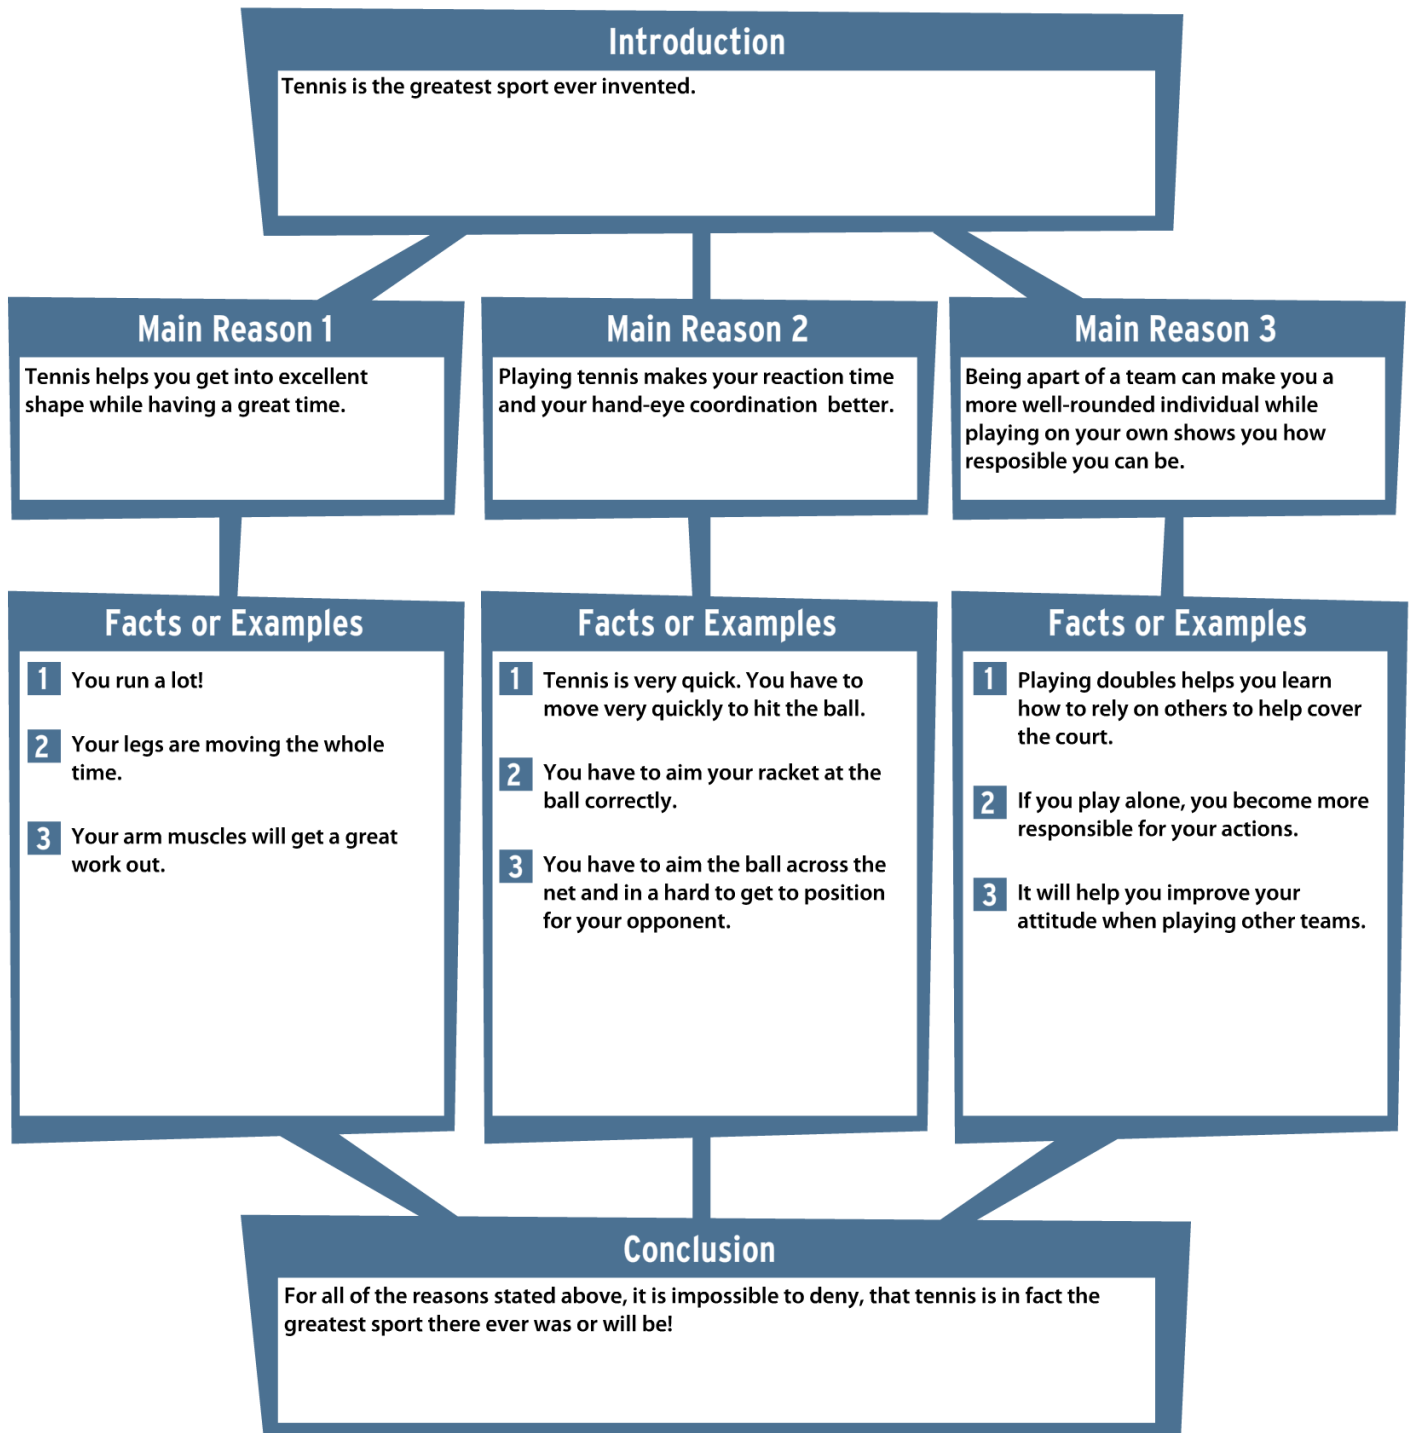 Introduction
Tennis is the greatest sport ever invented.
Main Reason 1
Tennis helps you get into excellent
shape while having a great time.
Main Reason 2
Playing tennis makes your reaction time
and your hand-eye coordination  better.
Main Reason 3
Being apart of a team can make you a
more well-rounded individual while
playing on your own shows you how
resposible you can be.
Facts or Examples
1 You run a lot!
2 Your legs are moving the whole
time.
3 Your arm muscles will get a great
work out.
Facts or Examples
1 Tennis is very quick. You have to
move very quickly to hit the ball.
2 You have to aim your racket at the
ball correctly.
3 You have to aim the ball across the
net and in a hard to get to position
for your opponent.
Facts or Examples
1 Playing doubles helps you learn
how to rely on others to help cover
the court.
2 If you play alone, you become more
responsible for your actions.
3 It will help you improve your
attitude when playing other teams.
Conclusion
For all of the reasons stated above, it is impossible to deny, that tennis is in fact the
greatest sport there ever was or will be!